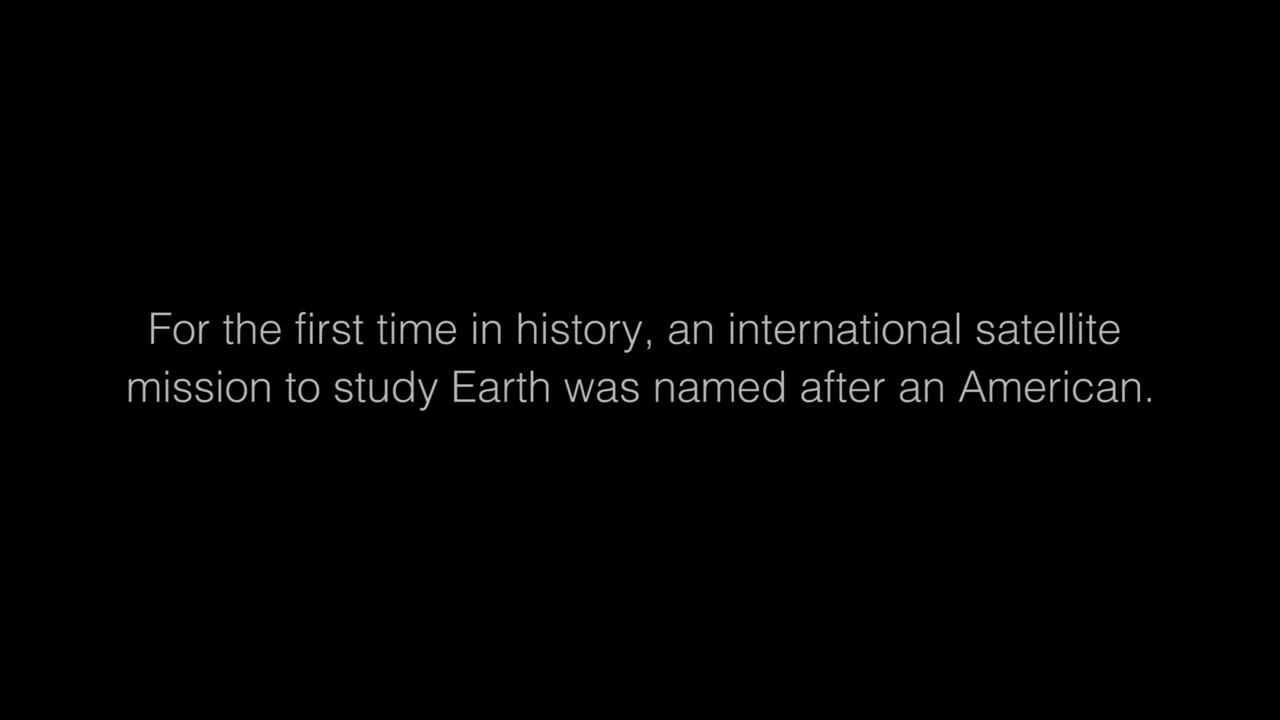 For the first time in history, an international satellite
mission to study Earth was named after an American.